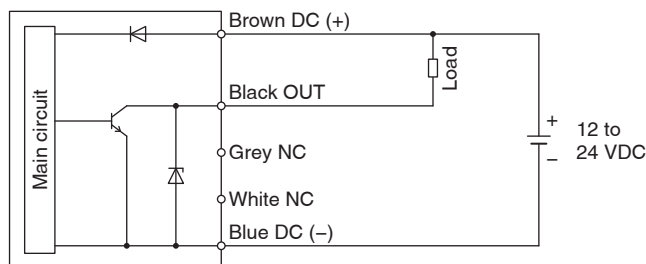 Brown DC (+)
Load
Black OUT
Main circuit
Grey NC
+
−
12 to
24 VDC
White NC
Blue DC (−)